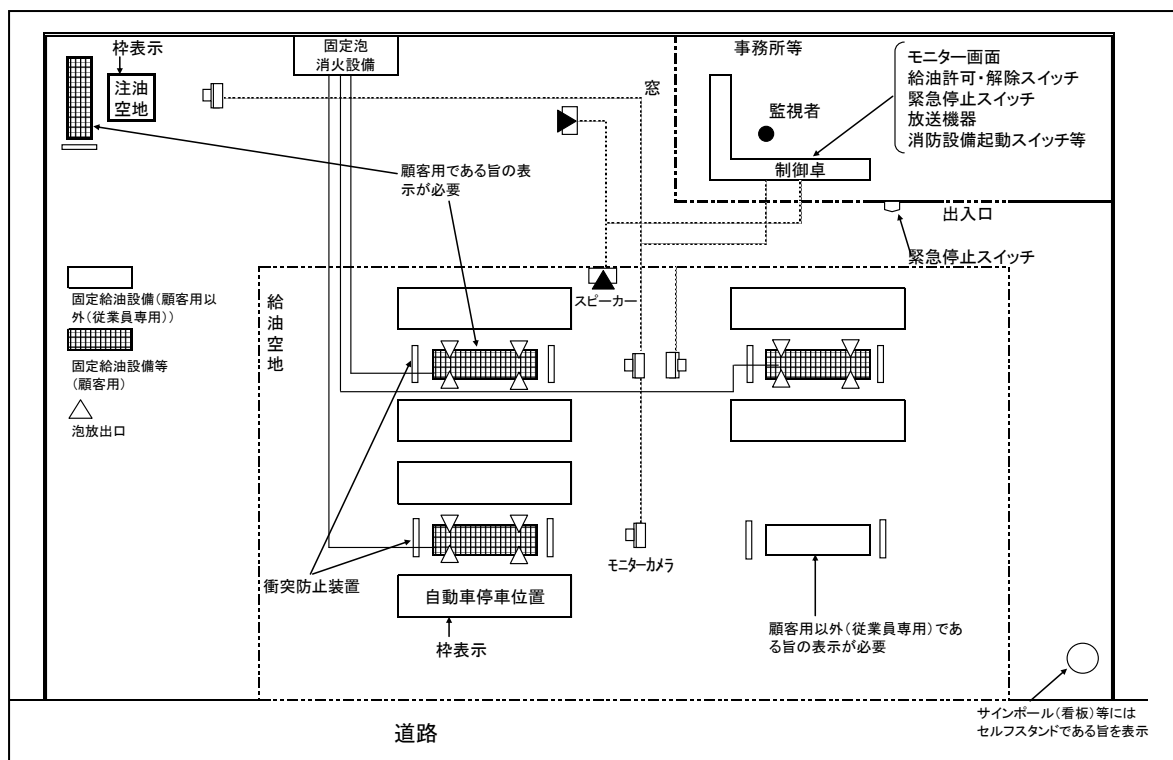 枠表示
注油
空地
固定泡
消火設備
窓
事務所等
監視者
制御卓
モニター画面
給油許可・解除スイッチ
緊急停止スイッチ
放送機器
消防設備起動スイッチ等
顧客用である旨の表
示が必要
出入口
緊急停止スイッチ
スピーカー
給油空地
固定給油設備(顧客用以
外(従業員専用))
固定給油設備等
(顧客用)
泡放出口
モニターカメラ
衝突防止装置
自動車停車位置
枠表示
顧客用以外(従業員専用)であ
る旨の表示が必要
サインポール(看板)等には
セルフスタンドである旨を表示
道路